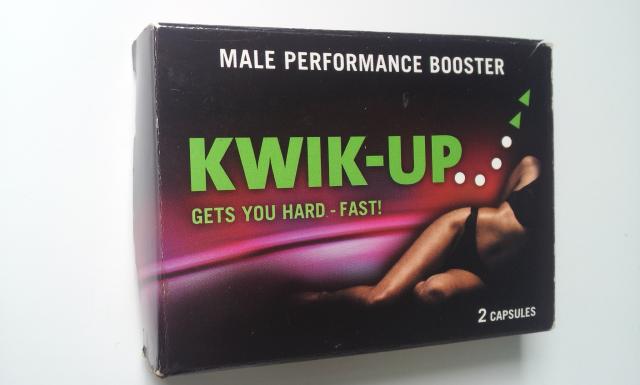 MALE PERFORMANCE BOOSTER
KWIK-UP
GETS YOU HARD - FAST!
2 CAPSULES